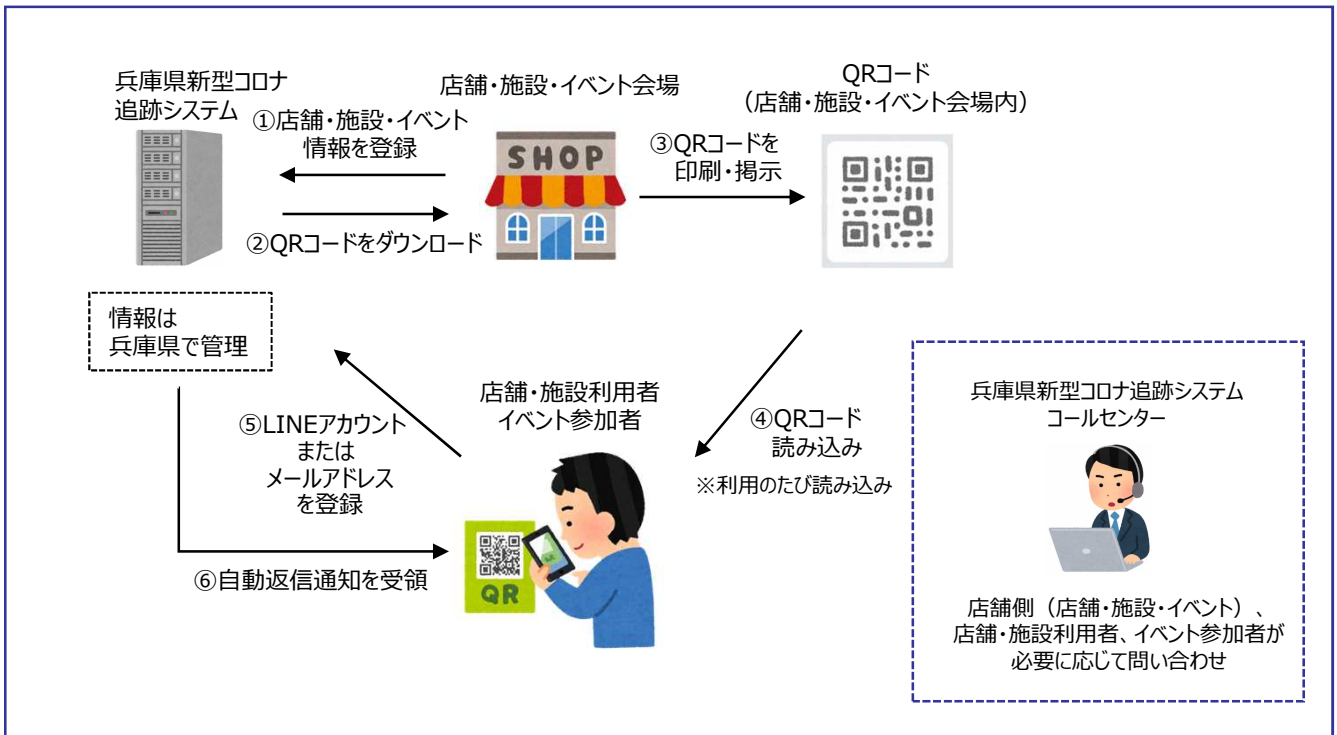 兵庫県新型コロナ
追跡システム
①店舗・施設・イベント
情報を登録
②QRコードをダウンロード
店舗・施設・イベント会場
SHOP
③QRコードを
印刷・掲示
QRコード
（店舗・施設・イベント会場内）
情報は
兵庫県で管理
④QRコード
読み込み
※利用のたび読み込み
店舗・施設利用者
イベント参加者
QR
⑤LINEアカウント
または
メールアドレス
を登録
⑥自動返信通知を受領
兵庫県新型コロナ追跡システム
コールセンター
店舗側（店舗・施設・イベント）、
店舗・施設利用者、イベント参加者が
必要に応じて問い合わせ